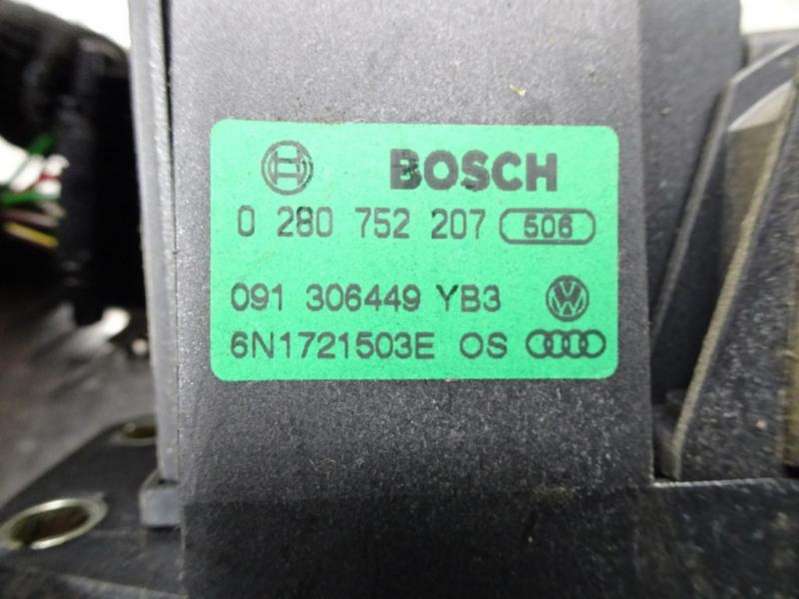 BOSCH
0 280 752 207 506
091 306449 YB3
6N1721503E OS